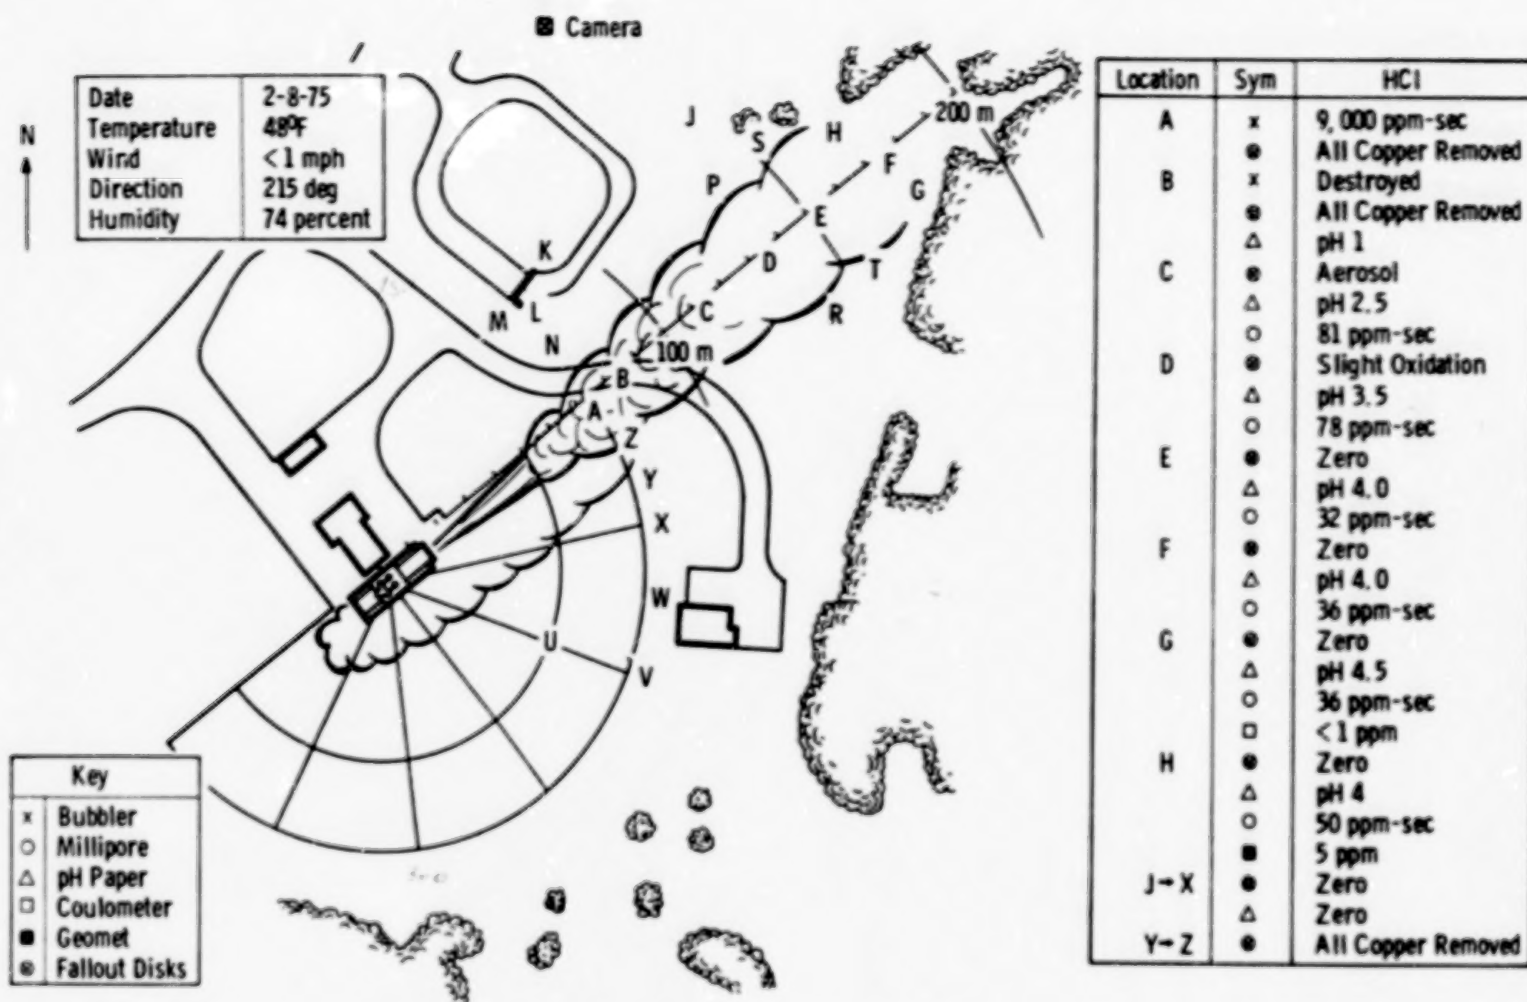 Camera
Date 2-8-75
Temperature 48°F
Wind < 1 mph
Direction 215 deg
Humidity 74 percent
N
J
S
H
200 m
F
P
G
E
K
D
T
L
C
M
R
N
100 m
B
A
Z
Y
X
W
U
V
Key
x Bubbler
○ Millipore
△ pH Paper
□ Coulometer
■ Geomet
⊗ Fallout Disks
Location Sym HCl
A x 9,000 ppm-sec
⊗ All Copper Removed
B x Destroyed
⊗ All Copper Removed
△ pH 1
C ⊗ Aerosol
△ pH 2.5
○ 81 ppm-sec
D ⊗ Slight Oxidation
△ pH 3.5
○ 78 ppm-sec
E ⊗ Zero
△ pH 4.0
○ 32 ppm-sec
F ⊗ Zero
△ pH 4.0
○ 36 ppm-sec
G ⊗ Zero
△ pH 4.5
○ 36 ppm-sec
□ < 1 ppm
H ⊗ Zero
△ pH 4
○ 50 ppm-sec
■ 5 ppm
J→X ⊗ Zero
△ Zero
Y→Z ⊗ All Copper Removed